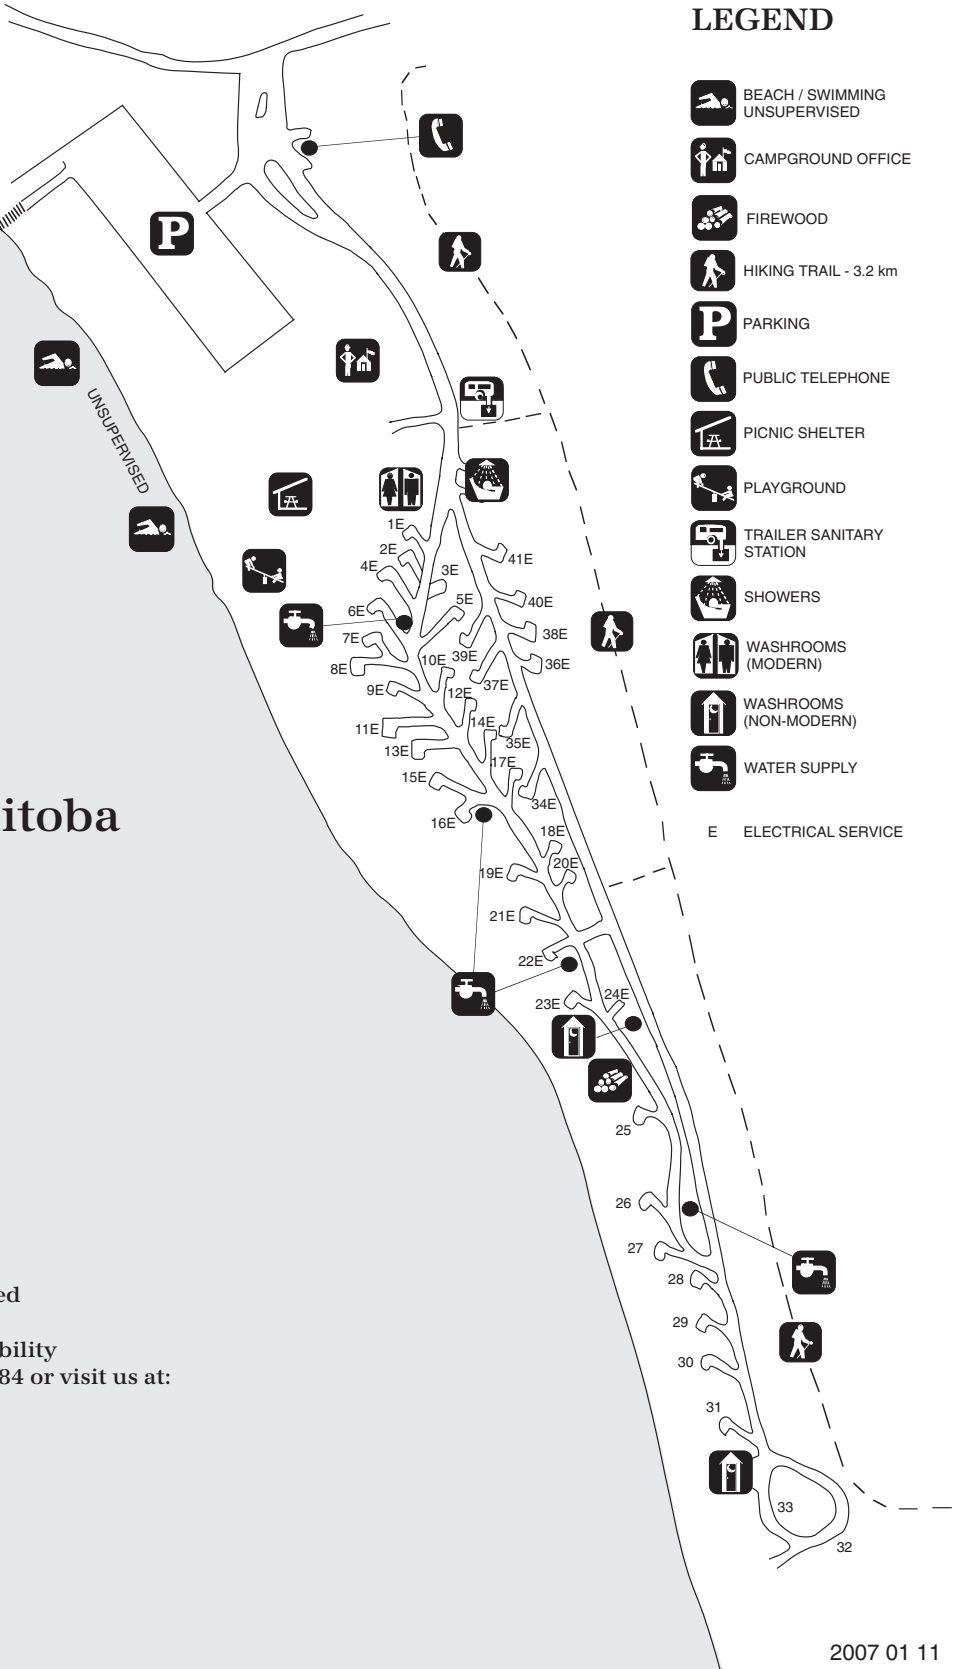 LEGEND
BEACH / SWIMMING
UNSUPERVISED
CAMPGROUND OFFICE
FIREWOOD
HIKING TRAIL - 3.2 km
P PARKING
PUBLIC TELEPHONE
PICNIC SHELTER
PLAYGROUND
TRAILER SANITARY
STATION
SHOWERS
WASHROOMS
(MODERN)
WASHROOMS
(NON-MODERN)
WATER SUPPLY
E ELECTRICAL SERVICE
P
UNSUPERVISED
1E
2E
3E
4E
5E
6E
7E
8E
9E
10E
11E
12E
13E
14E
15E
16E
17E
18E
19E
20E
21E
22E
23E
24E
25
26
27
28
29
30
31
32
33
34E
35E
36E
37E
38E
39E
40E
41E
itoba
ed
bility
84 or visit us at:
2007 01 11